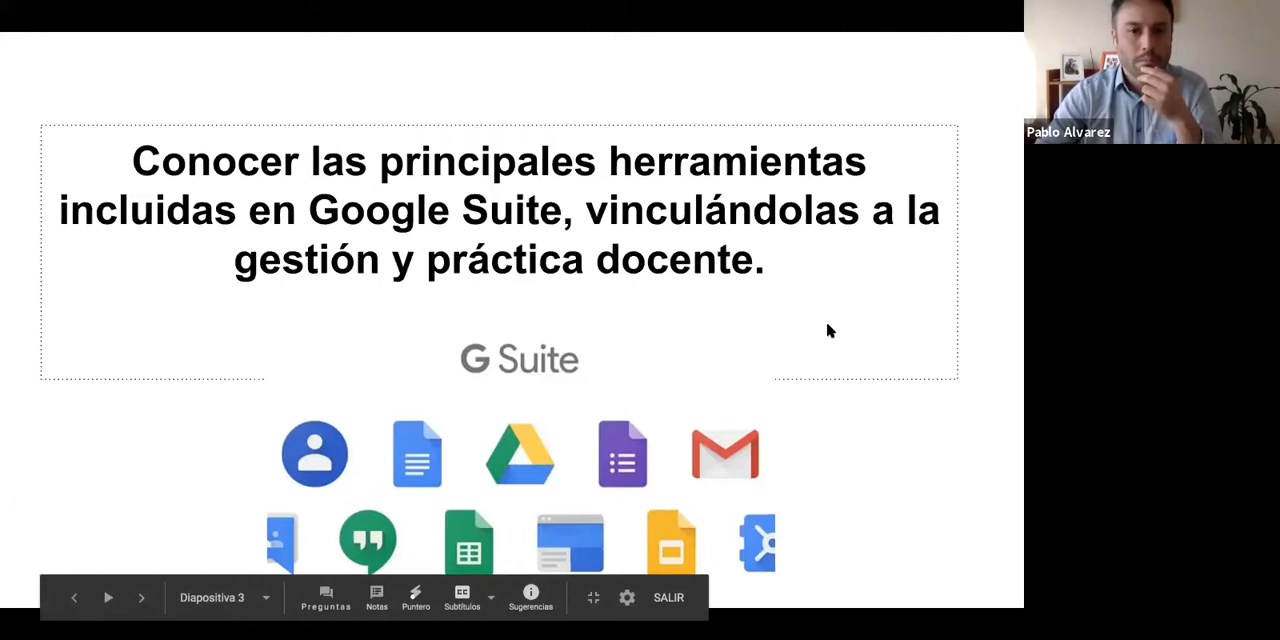 Conocer las principales herramientas
incluidas en Google Suite, vinculándolas a la
gestión y práctica docente.
G Suite
Pablo Alvarez
Diapositiva 3
Preguntas
Notas
Puntero
CC
Subtítulos
Sugerencias
SALIR